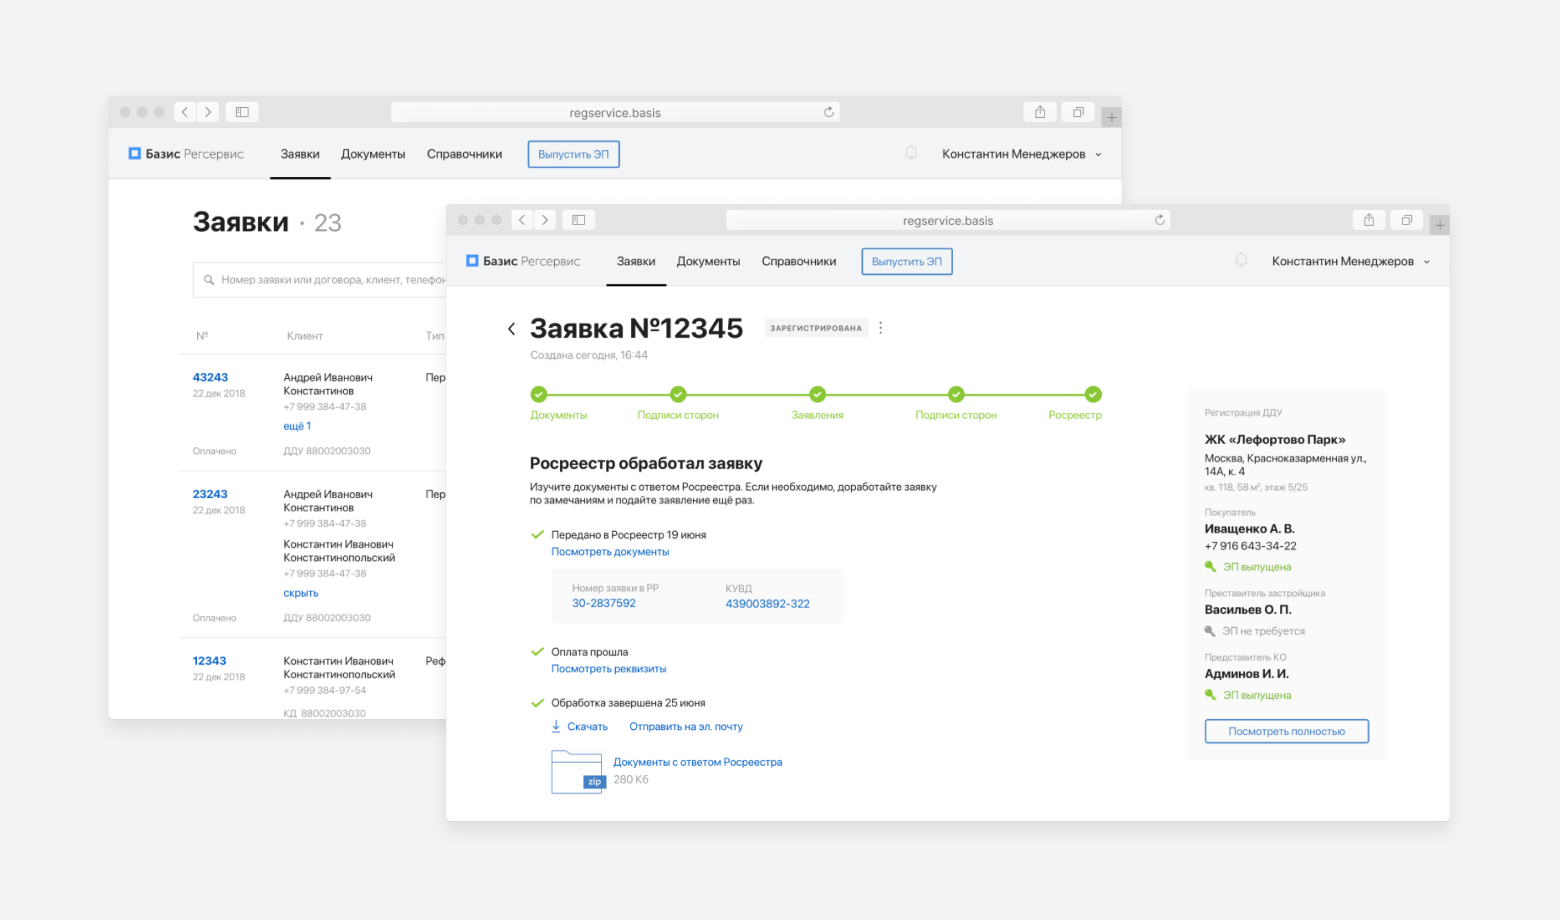 regservice.basis
Базис Регсервис
Заявки
Документы
Справочники
Выпустить ЭП
Константин Менеджеров
Заявки · 23
Номер заявки или договора, клиент, телефон
№
Клиент
Тип
43243
22 дек 2018
Андрей Иванович
Константинов
+7 999 384-47-38
ещё 1
Пер
Оплачено
ДДУ 88002003030
23243
22 дек 2018
Андрей Иванович
Константинов
+7 999 384-47-38
Константин Иванович
Константинопольский
+7 999 384-47-38
скрыть
Пер
Оплачено
ДДУ 88002003030
12343
22 дек 2018
Константин Иванович
Константинопольский
+7 999 384-97-54
Реф
КД 88002003030
regservice.basis
Базис Регсервис
Заявки
Документы
Справочники
Выпустить ЭП
Константин Менеджеров
Заявка №12345
ЗАРЕГИСТРИРОВАНА
Создана сегодня, 16:44
Документы
Подписи сторон
Заявления
Подписи сторон
Росреестр
Росреестр обработал заявку
Изучите документы с ответом Росреестра. Если необходимо, доработайте заявку
по замечаниям и подайте заявление ещё раз.
Передано в Росреестр 19 июня
Посмотреть документы
Номер заявки в РР
30-2837592
КУВД
439003892-322
Оплата прошла
Посмотреть реквизиты
Обработка завершена 25 июня
Скачать
Отправить на эл. почту
zip
Документы с ответом Росреестра
280 Кб
Регистрация ДДУ
ЖК «Лефортово Парк»
Москва, Красноказарменная ул.,
14А, к. 4
кв. 118, 58 м², этаж 5/25
Покупатель
Иващенко А. В.
+7 916 643-34-22
ЭП выпущена
Преставитель застройщика
Васильев О. П.
ЭП не требуется
Представитель КО
Админов И. И.
ЭП выпущена
Посмотреть полностью